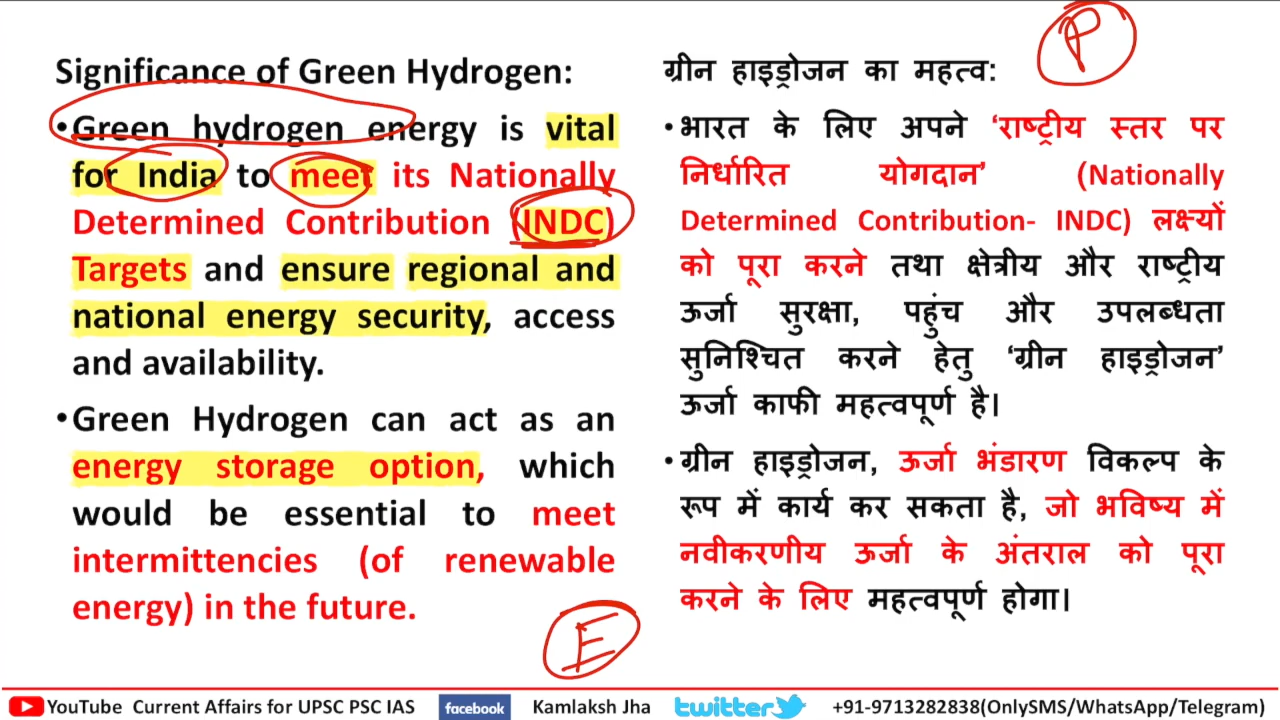 Significance of Green Hydrogen:
•Green hydrogen energy is vital
for India to meet its Nationally
Determined Contribution (INDC)
Targets and ensure regional and
national energy security, access
and availability.
•Green Hydrogen can act as an
energy storage option, which
would be essential to meet
intermittencies (of renewable
energy) in the future.
E
P
ग्रीन हाइड्रोजन का महत्व:
•भारत के लिए अपने ‘राष्ट्रीय स्तर पर
निर्धारित योगदान’ (Nationally
Determined Contribution- INDC) लक्ष्यों
को पूरा करने तथा क्षेत्रीय और राष्ट्रीय
ऊर्जा सुरक्षा, पहुंच और उपलब्धता
सुनिश्चित करने हेतु ‘ग्रीन हाइड्रोजन’
ऊर्जा काफी महत्वपूर्ण है।
•ग्रीन हाइड्रोजन, ऊर्जा भंडारण विकल्प के
रूप में कार्य कर सकता है, जो भविष्य में
नवीकरणीय ऊर्जा के अंतराल को पूरा
करने के लिए महत्वपूर्ण होगा।
YouTube Current Affairs for UPSC PSC IAS facebook Kamlaksh Jha twitter +91-9713282838(OnlySMS/WhatsApp/Telegram)